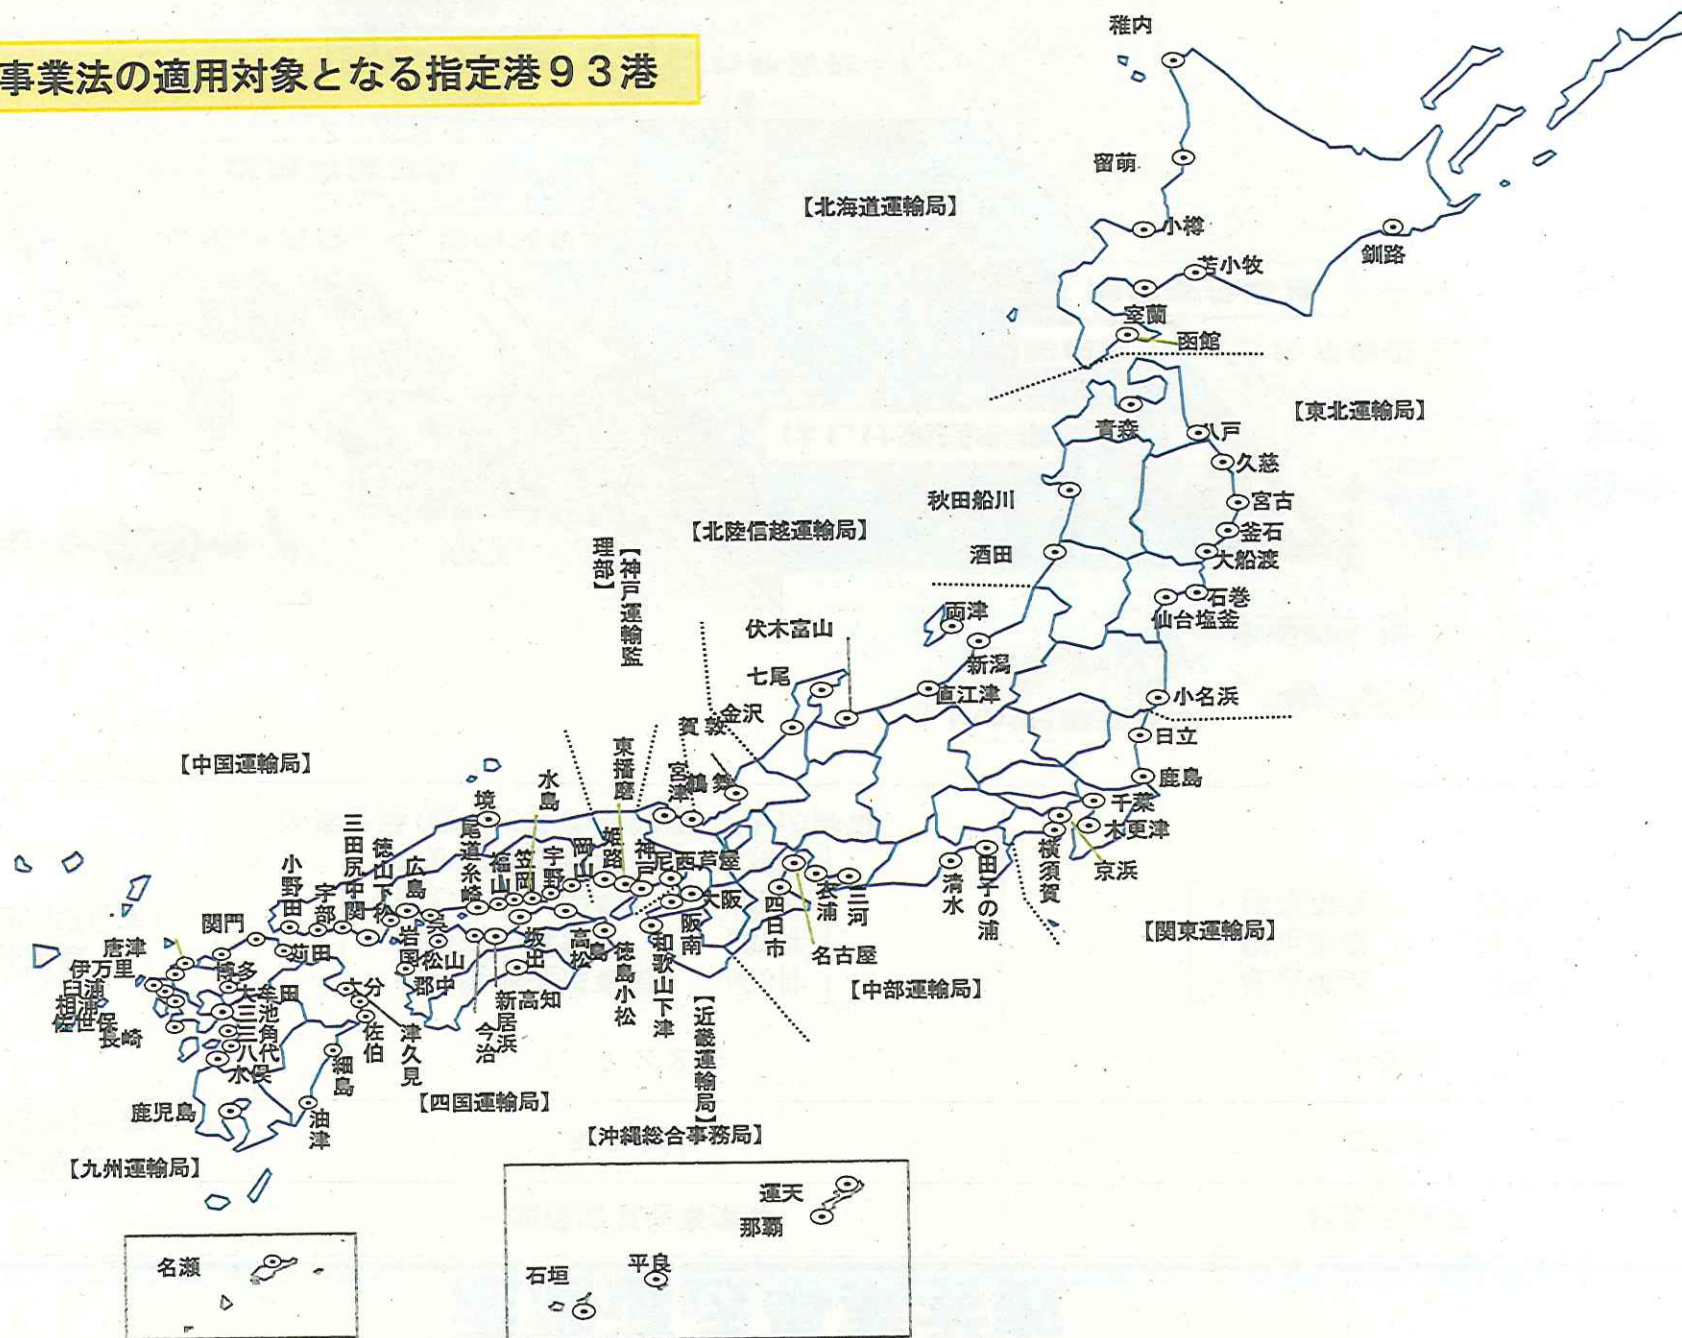 事業法の適用対象となる指定港93港
稚内
留萌
【北海道運輸局】
小樽
苫小牧
釧路
室蘭
函館
【東北運輸局】
青森
八戸
久慈
秋田船川
宮古
釜石
【北陸信越運輸局】
酒田
大船渡
石巻
仙台塩釜
【神戸運輸監
理部】
両津
伏木富山
新潟
七尾
直江津
小名浜
金沢
敦賀
日立
【中国運輸局】
鹿島
東播磨
水島
宮津
舞鶴
境
千葉
木更津
京浜
横須賀
三田尻中関
徳山下松
広島
尾道糸崎
福山
笠岡
宇野
岡山
姫路
神戸
尼西芦屋
大阪
阪南
四日市
衣浦
三河
清水
田子の浦
名古屋
小野田
宇部
関門
苅田
岩国
呉
松山
郡中
坂出
高松
徳島小松島
和歌山下津
【関東運輸局】
【中部運輸局】
唐津
伊万里
臼浦
相浦
佐世保
長崎
博多
大牟田
三池
三角
八代
水俣
大分
佐伯
津久見
細島
今治
新居浜
高知
【近畿運輸局】
【四国運輸局】
鹿児島
油津
【九州運輸局】
【沖縄総合事務局】
運天
那覇
平良
石垣
名瀬